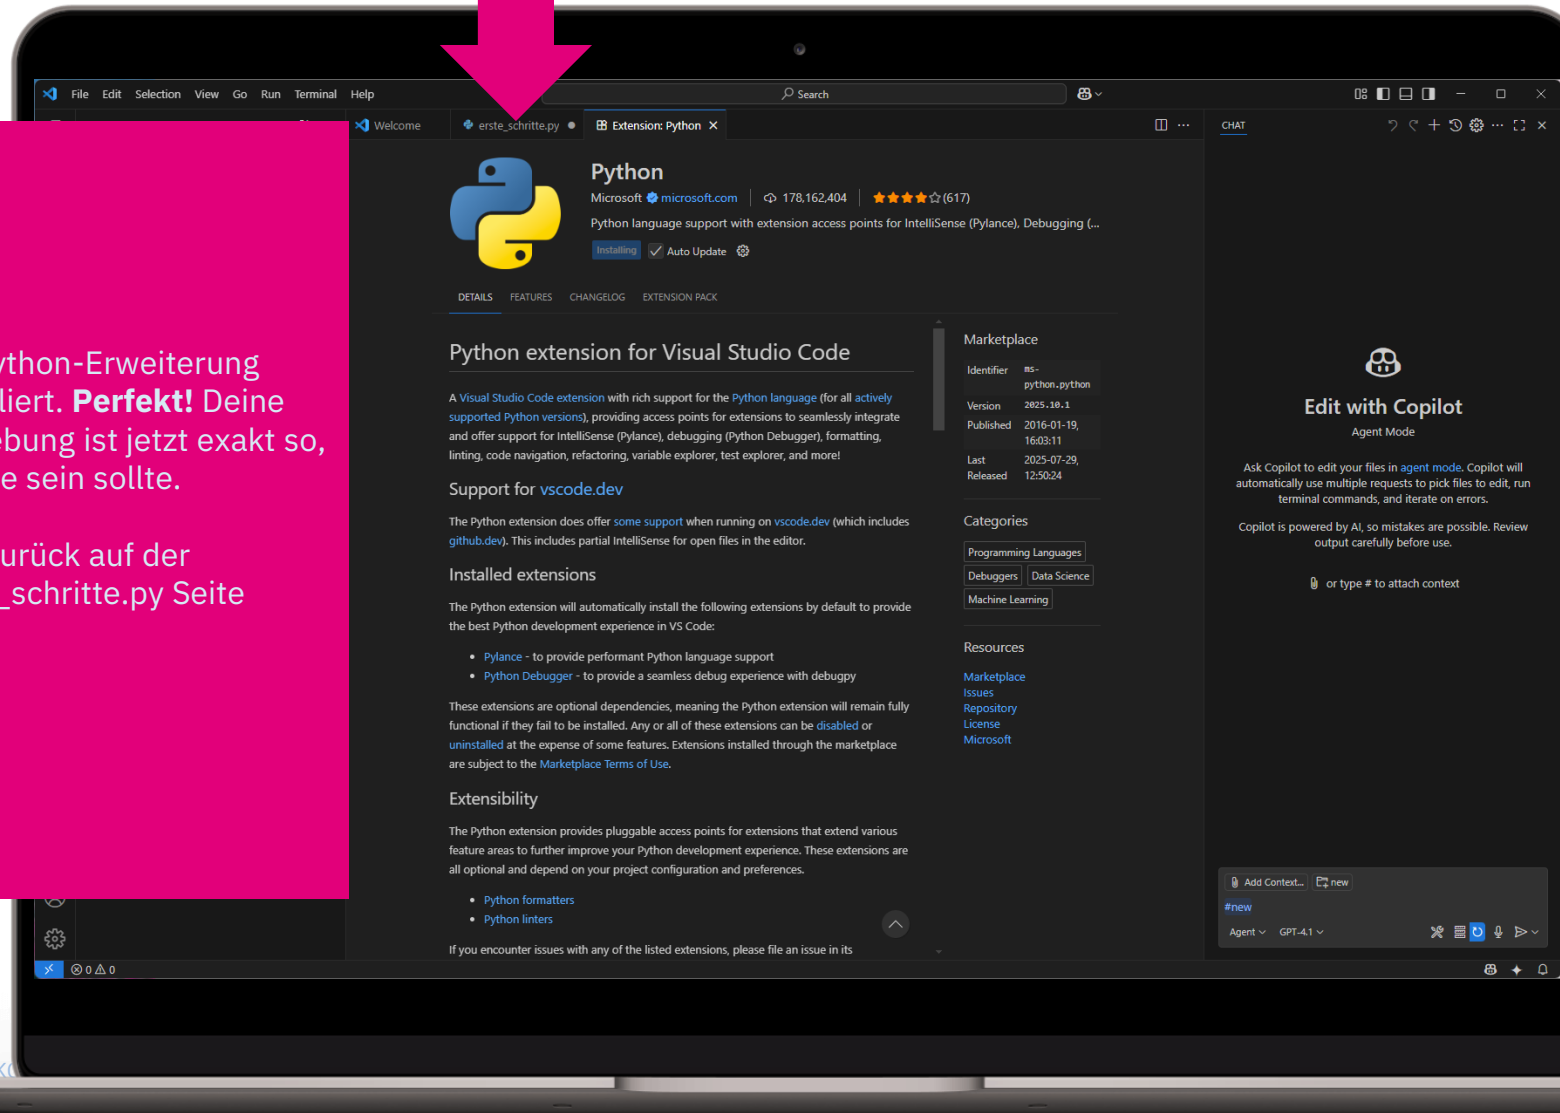 File Edit Selection View Go Run Terminal Help
Search
Welcome
erste_schritte.py
Extension: Python
CHAT
ython-Erweiterung
liert. Perfekt! Deine
ebung ist jetzt exakt so,
e sein sollte.
urück auf der
_schritte.py Seite
Python
Microsoft microsoft.com 178,162,404 (617)
Python language support with extension access points for IntelliSense (Pylance), Debugging (...
Installing Auto Update
DETAILS FEATURES CHANGELOG EXTENSION PACK
Python extension for Visual Studio Code
A Visual Studio Code extension with rich support for the Python language (for all actively
supported Python versions), providing access points for extensions to seamlessly integrate
and offer support for IntelliSense (Pylance), debugging (Python Debugger), formatting,
linting, code navigation, refactoring, variable explorer, test explorer, and more!
Support for vscode.dev
The Python extension does offer some support when running on vscode.dev (which includes
github.dev). This includes partial IntelliSense for open files in the editor.
Installed extensions
The Python extension will automatically install the following extensions by default to provide
the best Python development experience in VS Code:
Pylance - to provide performant Python language support
Python Debugger - to provide a seamless debug experience with debugpy
These extensions are optional dependencies, meaning the Python extension will remain fully
functional if they fail to be installed. Any or all of these extensions can be disabled or
uninstalled at the expense of some features. Extensions installed through the marketplace
are subject to the Marketplace Terms of Use.
Extensibility
The Python extension provides pluggable access points for extensions that extend various
feature areas to further improve your Python development experience. These extensions are
all optional and depend on your project configuration and preferences.
Python formatters
Python linters
If you encounter issues with any of the listed extensions, please file an issue in its
Marketplace
Identifier ms-
python.python
Version 2025.10.1
Published 2016-01-19,
16:03:11
Last 2025-07-29,
Released 12:50:24
Categories
Programming Languages
Debuggers Data Science
Machine Learning
Resources
Marketplace
Issues
Repository
License
Microsoft
Edit with Copilot
Agent Mode
Ask Copilot to edit your files in agent mode. Copilot will
automatically use multiple requests to pick files to edit, run
terminal commands, and iterate on errors.
Copilot is powered by AI, so mistakes are possible. Review
output carefully before use.
or type # to attach context
Add Context... new
#new
Agent GPT-4.1
0 0